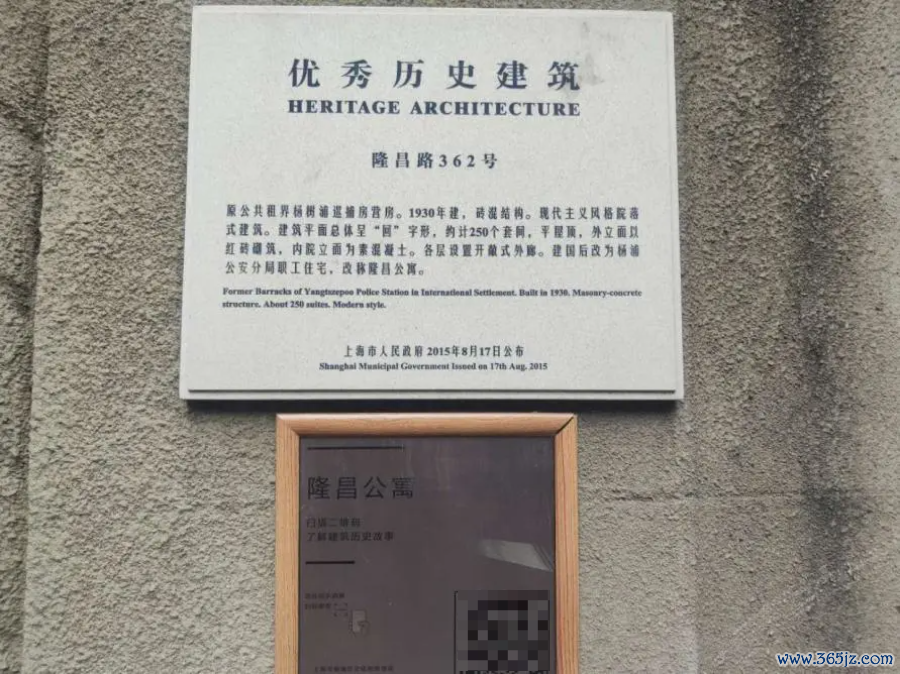 优秀历史建筑
HERITAGE ARCHITECTURE
隆昌路362号
原公共租界杨树浦巡捕房营房。1930年建，砖混结构。现代主义风格院落
式建筑。建筑平面总体呈“回”字形，约计250个套间，平屋顶，外立面以
红砖砌筑，内院立面为素混凝土。各层设置开敞式外廊。建国后改为杨浦
公安分局职工住宅，改称隆昌公寓。
Former Barracks of Yangtszepoo Police Station in International Settlement. Built in 1930. Masonry-concrete
structure. About 250 suites. Modern style.
上海市人民政府 2015年8月17日公布
Shanghai Municipal Government Issued on 17th Aug. 2015
隆昌公寓
扫描二维码
了解建筑历史故事
www.365jz.com